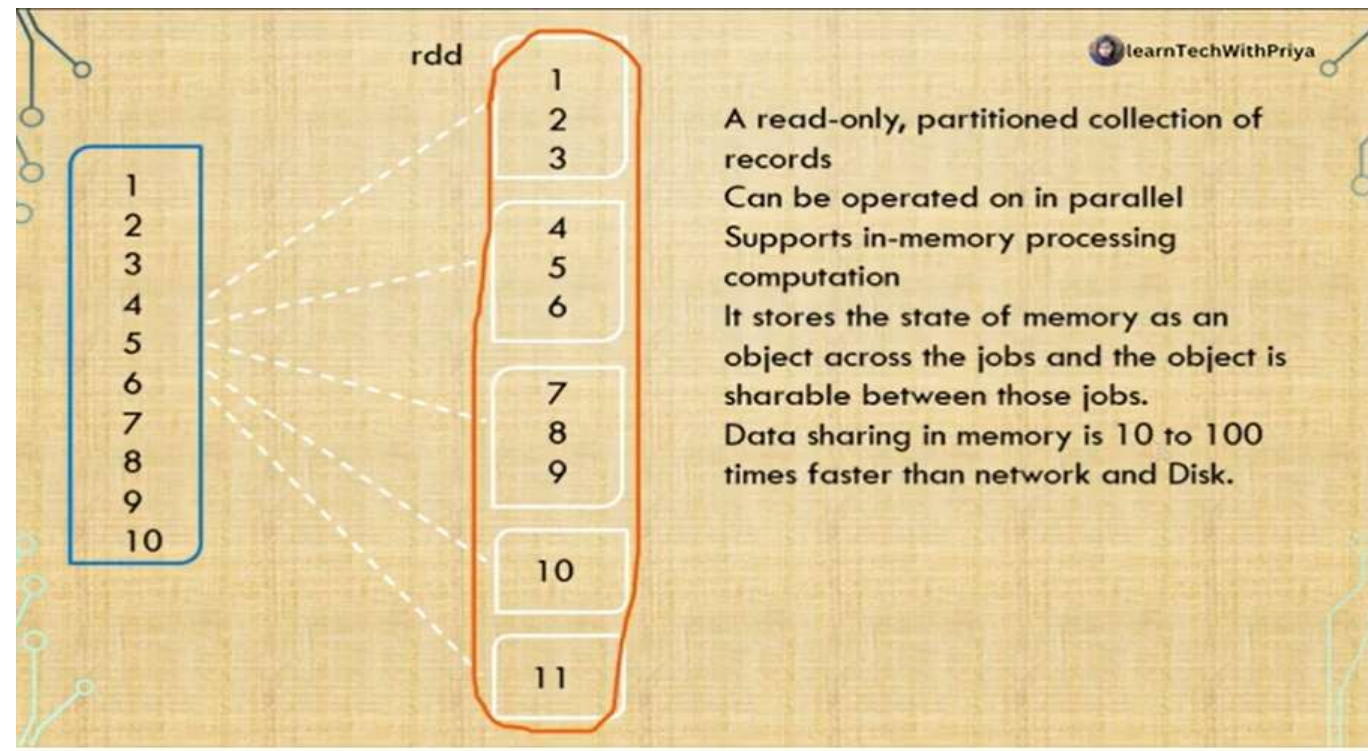 rdd
learnTechWithPriya
1
2
3
4
5
6
7
8
9
10
1
2
3
4
5
6
7
8
9
10
11
A read-only, partitioned collection of
records
Can be operated on in parallel
Supports in-memory processing
computation
It stores the state of memory as an
object across the jobs and the object is
sharable between those jobs.
Data sharing in memory is 10 to 100
times faster than network and Disk.